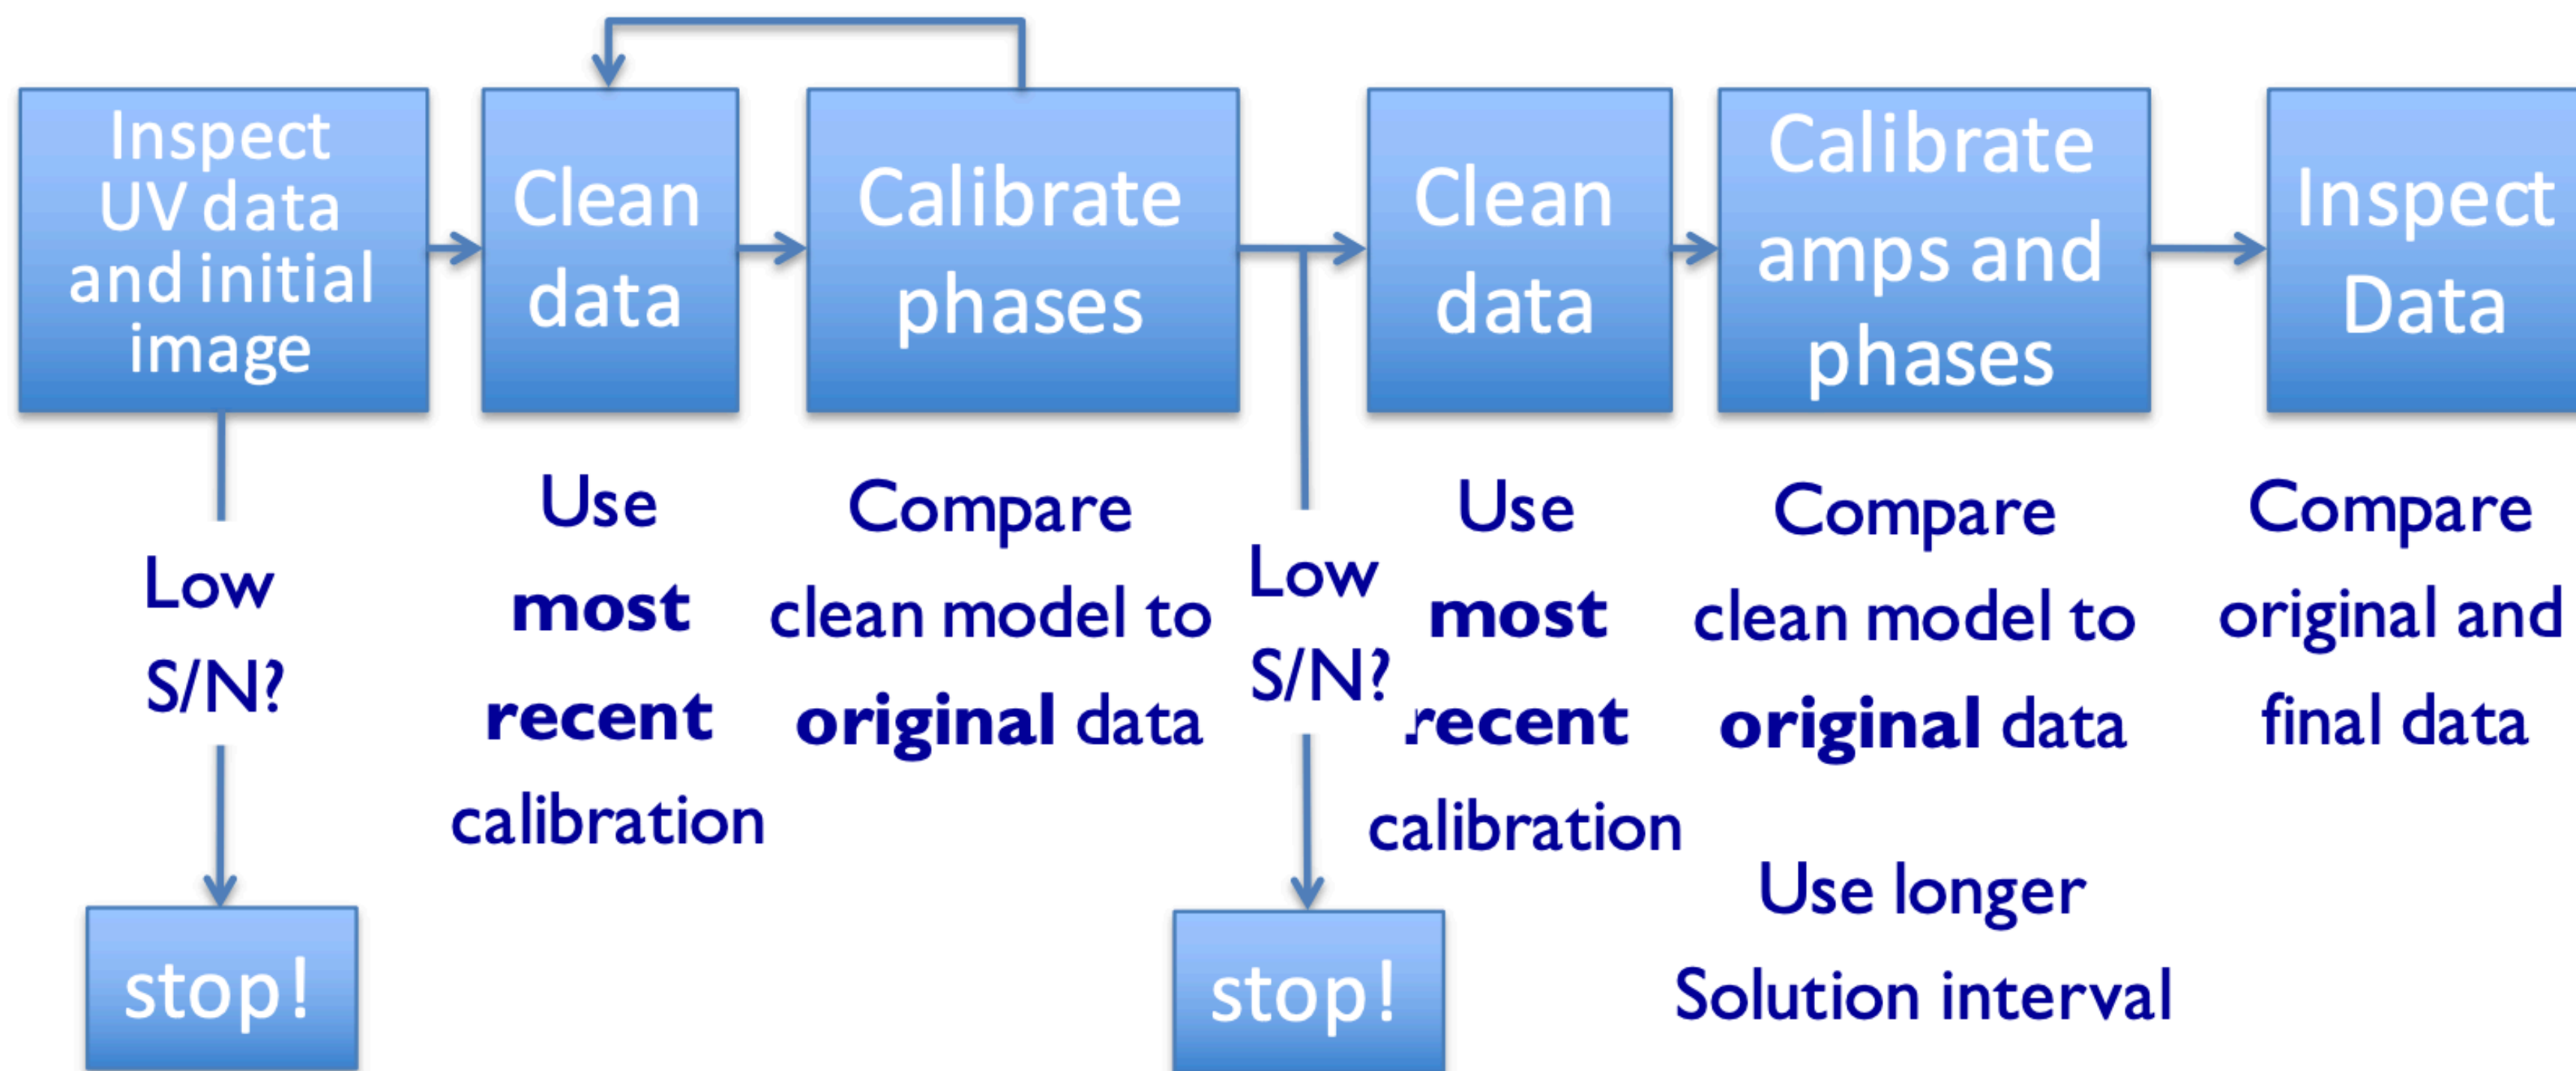 Inspect
UV data
and initial
image
Clean
data
Calibrate
phases
Clean
data
Calibrate
amps and
phases
Inspect
Data
Low
S/N?
Use
most
recent
calibration
Compare
clean model to
original data
Low
S/N?
Use
most
recent
calibration
Compare
clean model to
original data
Use longer
Solution interval
Compare
original and
final data
stop!
stop!